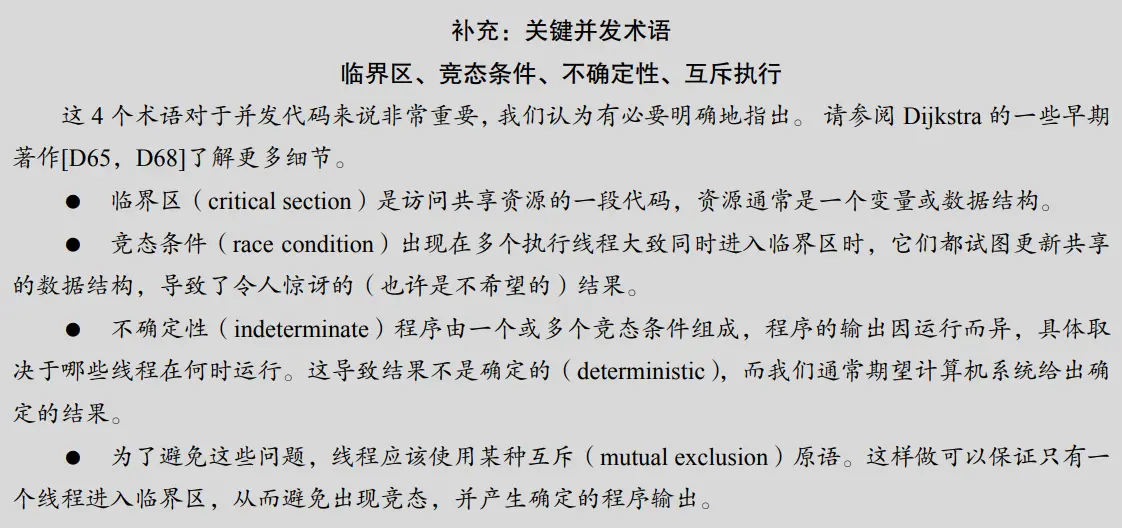 补充：关键并发术语
临界区、竞态条件、不确定性、互斥执行
这 4 个术语对于并发代码来说非常重要，我们认为有必要明确地指出。 请参阅 Dijkstra 的一些早期
著作[D65，D68]了解更多细节。
● 临界区（critical section）是访问共享资源的一段代码，资源通常是一个变量或数据结构。
● 竞态条件（race condition）出现在多个执行线程大致同时进入临界区时，它们都试图更新共享
的数据结构，导致了令人惊讶的（也许是不希望的）结果。
● 不确定性（indeterminate）程序由一个或多个竞态条件组成，程序的输出因运行而异，具体取
决于哪些线程在何时运行。这导致结果不是确定的（deterministic），而我们通常期望计算机系统给出确
定的结果。
● 为了避免这些问题，线程应该使用某种互斥（mutual exclusion）原语。这样做可以保证只有一
个线程进入临界区，从而避免出现竞态，并产生确定的程序输出。